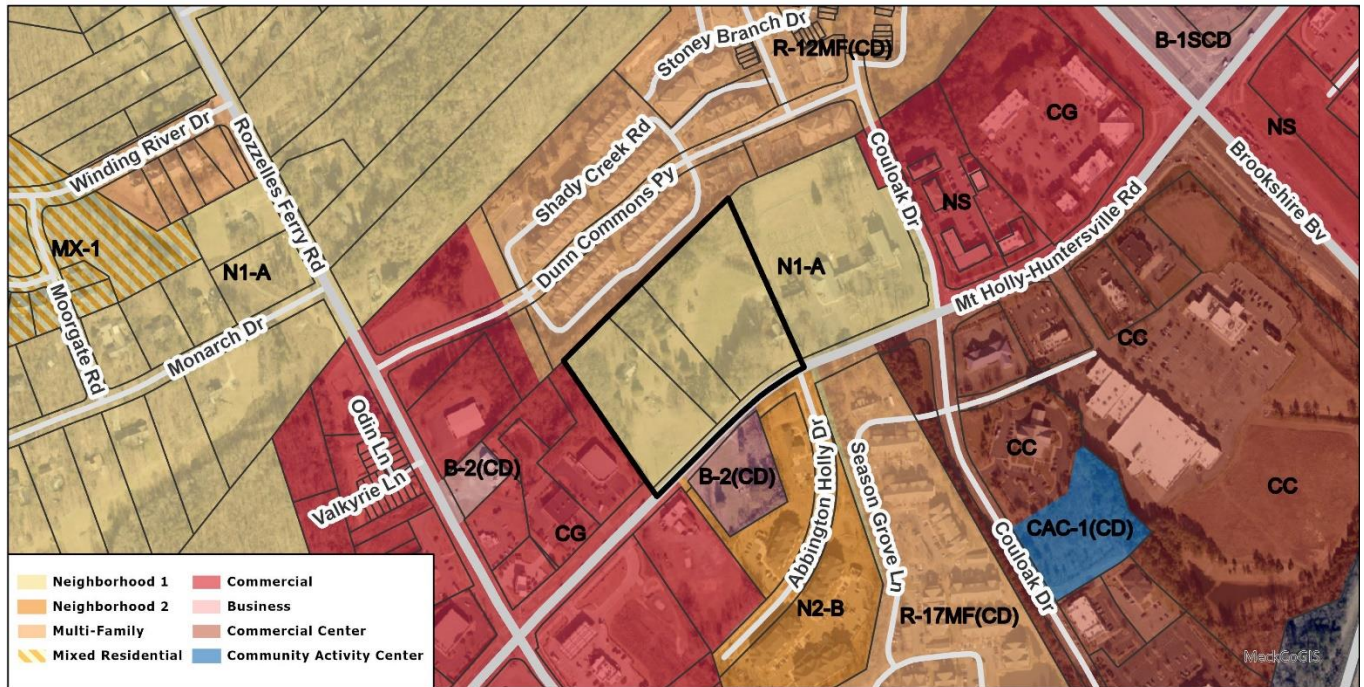 Stoney Branch Dr
R-12MF(CD)
B-1SCD
CG
NS
Winding River Dr
Rozzelles Ferry Rd
Shady Creek Rd
Couloak Dr
Brookshire Bv
Dunn Commons Py
NS
Mt Holly-Huntersville Rd
MX-1
N1-A
N1-A
Moorgate Rd
Monarch Dr
CC
Odin Ln
B-2(CD)
B-2(CD)
Abbington Holly Dr
Season Grove Ln
CC
CC
Valkyrie Ln
CG
CAC-1(CD)
Couloak Dr
N2-B
R-17MF(CD)
Neighborhood 1
Neighborhood 2
Multi-Family
Mixed Residential
Commercial
Business
Commercial Center
Community Activity Center
MeckCoGIS